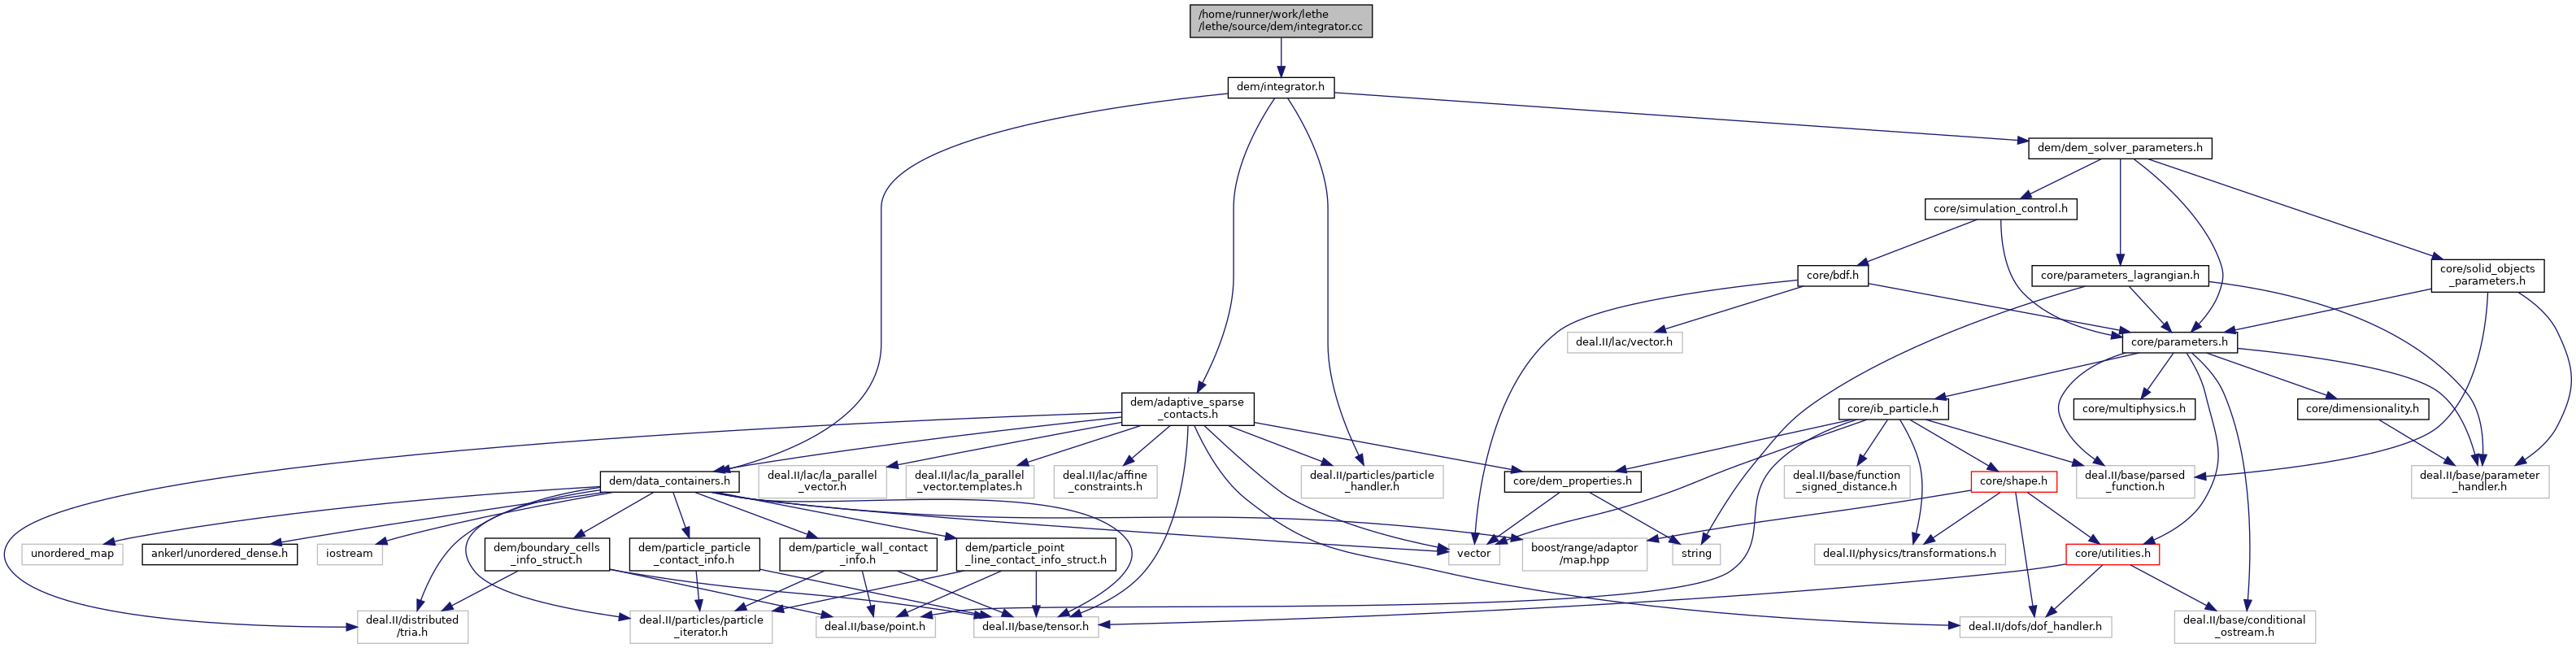 /home/runner/work/lethe
/lethe/source/dem/integrator.cc
dem/integrator.h
dem/dem_solver_parameters.h
core/simulation_control.h
core/bdf.h
core/parameters_lagrangian.h
core/solid_objects
_parameters.h
deal.II/lac/vector.h
core/parameters.h
dem/adaptive_sparse
_contacts.h
core/ib_particle.h
core/multiphysics.h
core/dimensionality.h
dem/data_containers.h
deal.II/lac/la_parallel
_vector.h
deal.II/lac/la_parallel
_vector.templates.h
deal.II/lac/affine
_constraints.h
deal.II/particles/particle
_handler.h
core/dem_properties.h
deal.II/base/function
_signed_distance.h
core/shape.h
deal.II/base/parsed
_function.h
deal.II/base/parameter
_handler.h
unordered_map
ankerl/unordered_dense.h
iostream
dem/boundary_cells
_info_struct.h
dem/particle_particle
_contact_info.h
dem/particle_wall_contact
_info.h
dem/particle_point
_line_contact_info_struct.h
vector
boost/range/adaptor
/map.hpp
string
deal.II/physics/transformations.h
core/utilities.h
deal.II/distributed
/tria.h
deal.II/particles/particle
_iterator.h
deal.II/base/point.h
deal.II/base/tensor.h
deal.II/dofs/dof_handler.h
deal.II/base/conditional
_ostream.h